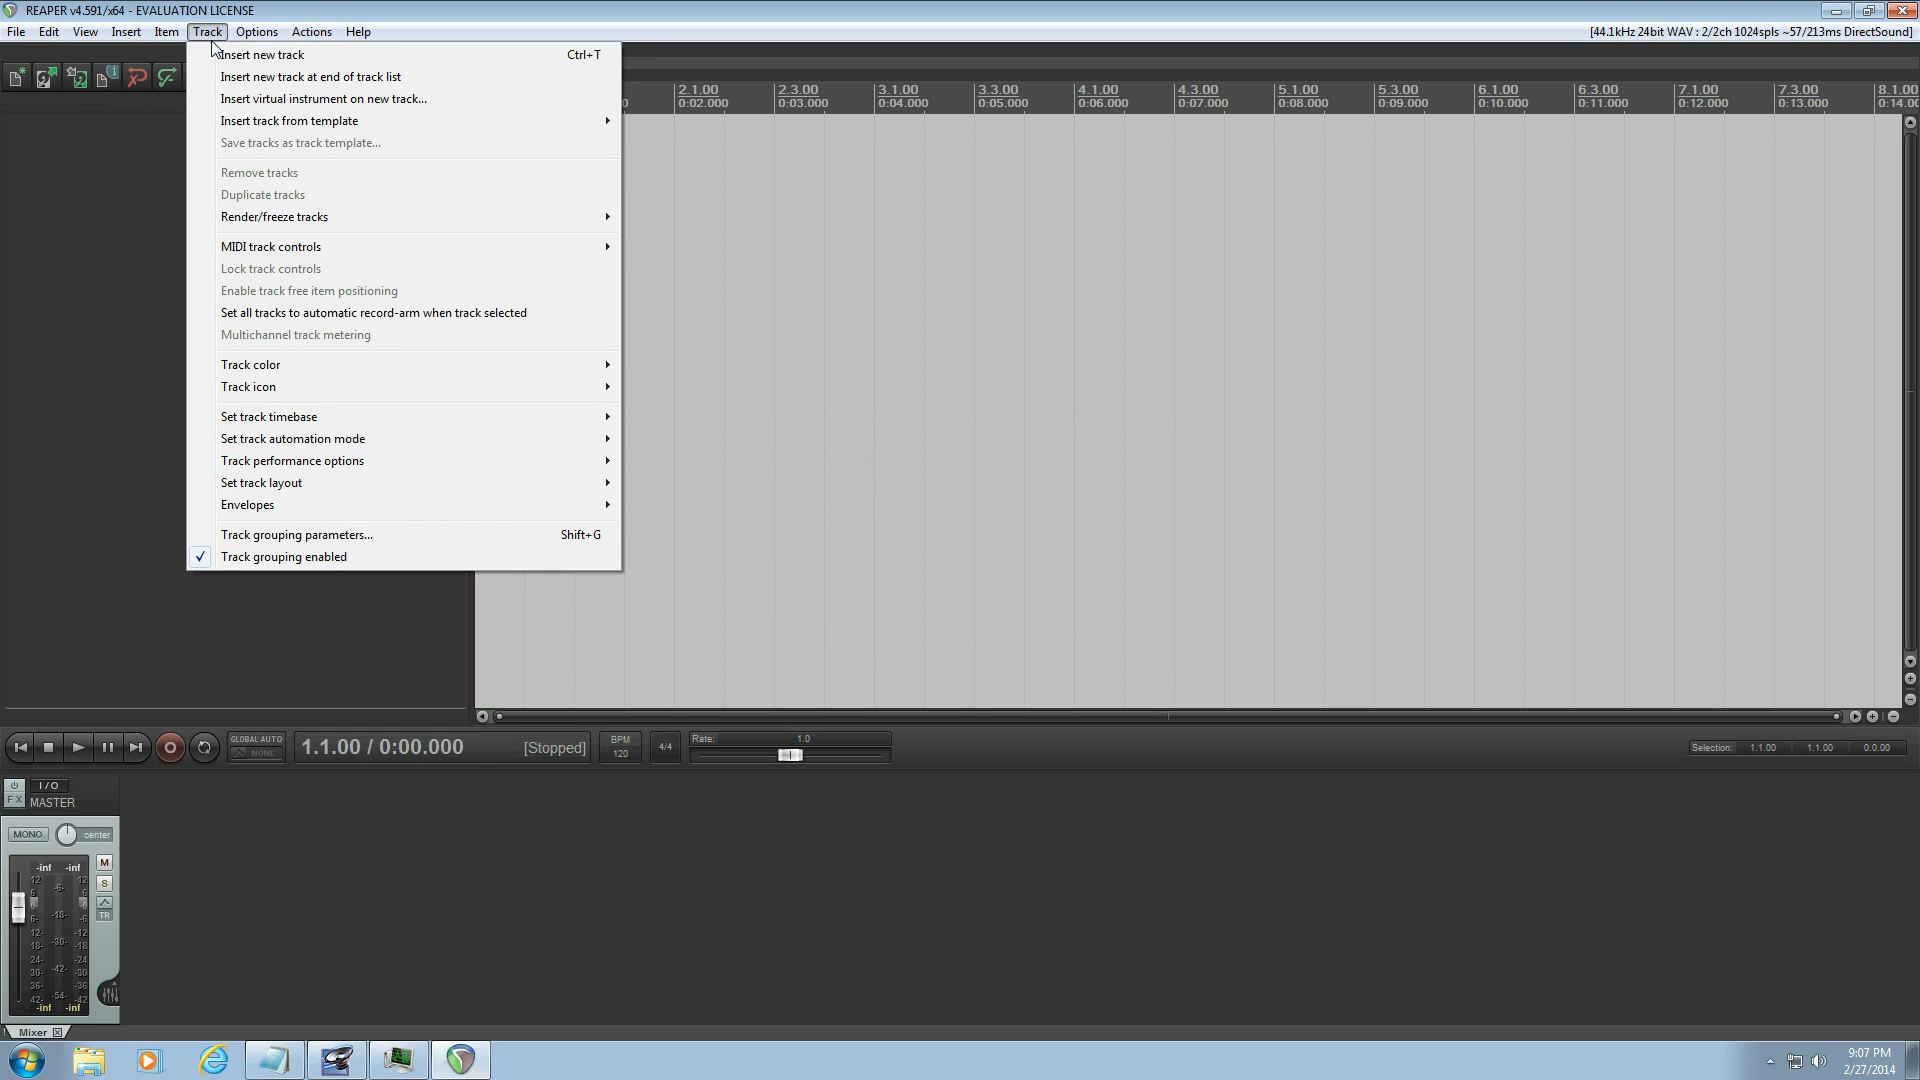 REAPER v4.591/x64 - EVALUATION LICENSE
File Edit View Insert Item Track Options Actions Help
[44.1kHz 24bit WAV : 2/2ch 1024spls ~57/213ms DirectSound]
Insert new track Ctrl+T
Insert new track at end of track list
Insert virtual instrument on new track...
Insert track from template
Save tracks as track template...
Remove tracks
Duplicate tracks
Render/freeze tracks
MIDI track controls
Lock track controls
Enable track free item positioning
Set all tracks to automatic record-arm when track selected
Multichannel track metering
Track color
Track icon
Set track timebase
Set track automation mode
Track performance options
Set track layout
Envelopes
Track grouping parameters... Shift+G
Track grouping enabled
2.1.00 2.3.00 3.1.00 3.3.00 4.1.00 4.3.00 5.1.00 5.3.00 6.1.00 6.3.00 7.1.00 7.3.00 8.1.00
0 0:02.000 0:03.000 0:04.000 0:05.000 0:06.000 0:07.000 0:08.000 0:09.000 0:10.000 0:11.000 0:12.000 0:13.000 0:14.00
GLOBAL AUTO
NONE
1.1.00 / 0:00.000 [Stopped]
BPM
120
4/4
Rate: 1.0
Selection: 1.1.00 1.1.00 0.0.00
I/O
FX MASTER
MONO center
-inf -inf M
12 12
6 -6- 6 S
0 0
6- -18- -6 TR
12- -12
18- -30- -18
24- -24
30- -42- -30
36- -36
42- -54- -42
-inf -inf
Mixer
9:07 PM
2/27/2014